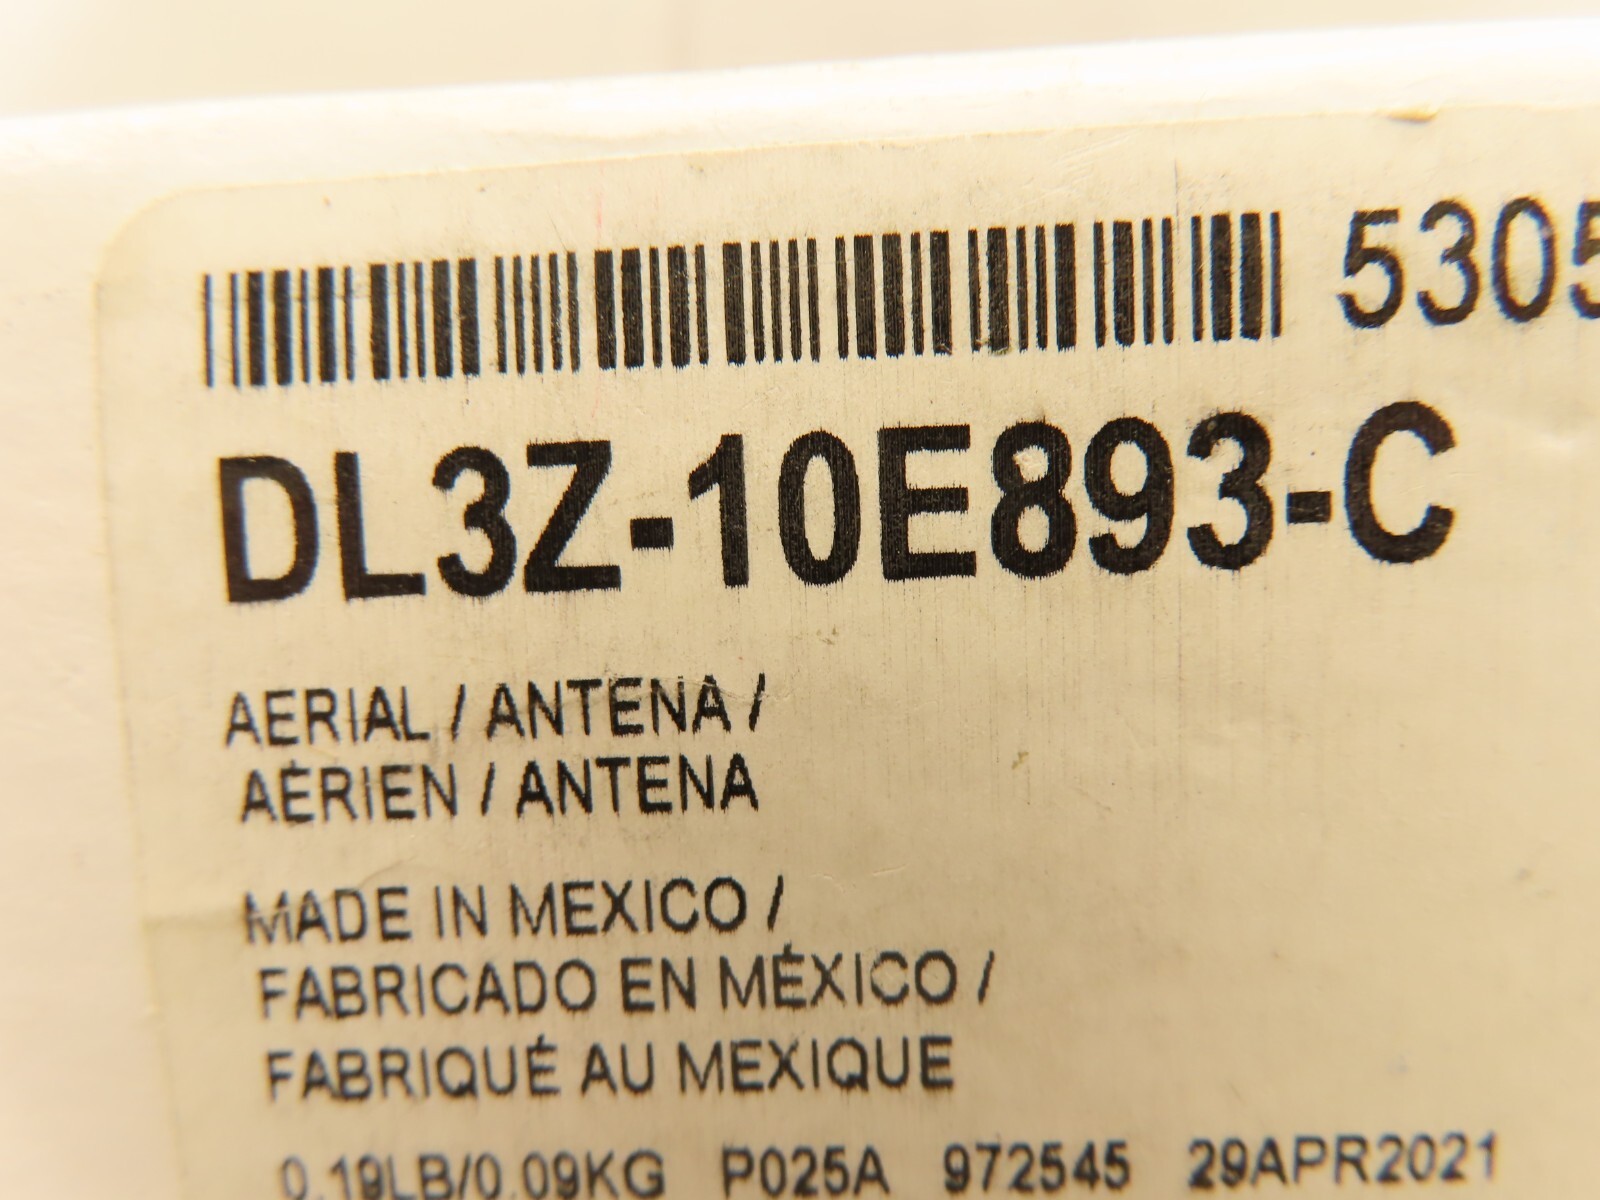 5305
DL3Z-10E893-C
AERIAL / ANTENA /
AÉRIEN / ANTENA
MADE IN MEXICO /
FABRICADO EN MÉXICO /
FABRIQUÉ AU MEXIQUE
0.19LB/0.09KG P025A 972545 29APR2021